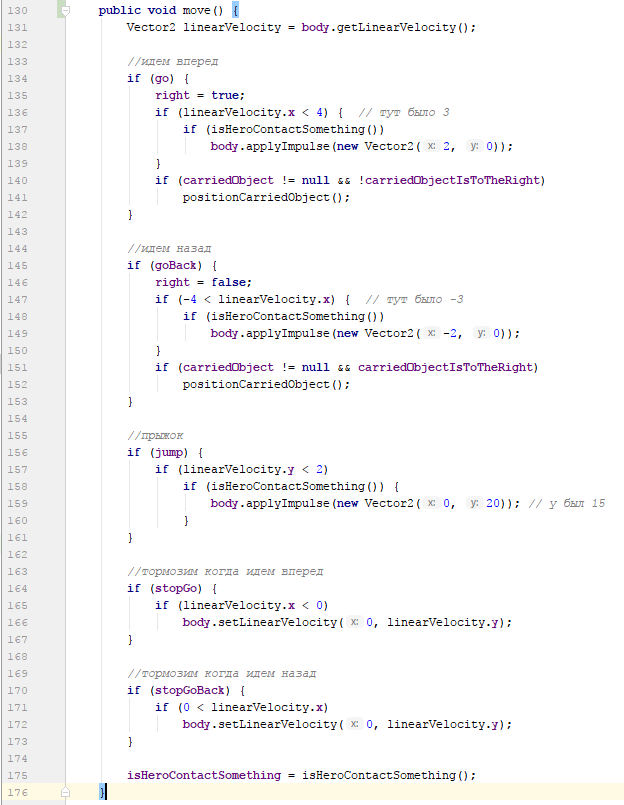 130 public void move() {
131 Vector2 linearVelocity = body.getLinearVelocity();
132
133 //идем вперед
134 if (go) {
135 right = true;
136 if (linearVelocity.x < 4) { // тут было 3
137 if (isHeroContactSomething())
138 body.applyImpulse(new Vector2( x: 2, y: 0));
139 }
140 if (carriedObject != null && !carriedObjectIsToTheRight)
141 positionCarriedObject();
142 }
143
144 //идем назад
145 if (goBack) {
146 right = false;
147 if (-4 < linearVelocity.x) { // тут было -3
148 if (isHeroContactSomething())
149 body.applyImpulse(new Vector2( x: -2, y: 0));
150 }
151 if (carriedObject != null && carriedObjectIsToTheRight)
152 positionCarriedObject();
153 }
154
155 //прыжок
156 if (jump) {
157 if (linearVelocity.y < 2)
158 if (isHeroContactSomething()) {
159 body.applyImpulse(new Vector2( x: 0, y: 20)); // y был 15
160 }
161 }
162
163 //тормозим когда идем вперед
164 if (stopGo) {
165 if (linearVelocity.x < 0)
166 body.setLinearVelocity( x: 0, linearVelocity.y);
167 }
168
169 //тормозим когда идем назад
170 if (stopGoBack) {
171 if (0 < linearVelocity.x)
172 body.setLinearVelocity( x: 0, linearVelocity.y);
173 }
174
175 isHeroContactSomething = isHeroContactSomething();
176 }